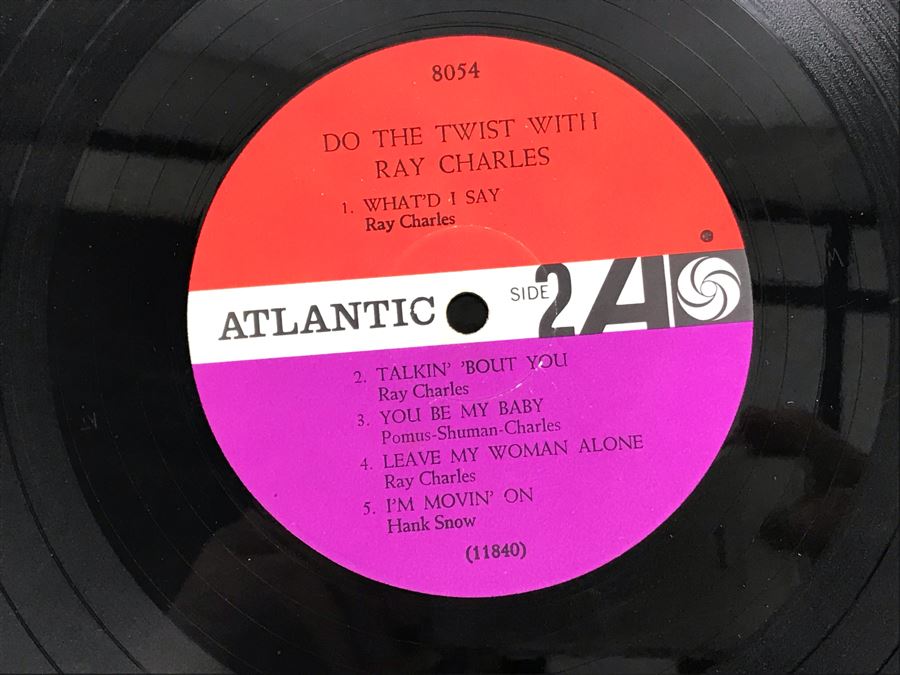 8054
DO THE TWIST WITH
RAY CHARLES
1. WHAT'D I SAY
Ray Charles
ATLANTIC
SIDE 2
A
2. TALKIN' 'BOUT YOU
Ray Charles
3. YOU BE MY BABY
Pomus-Shuman-Charles
4. LEAVE MY WOMAN ALONE
Ray Charles
5. I'M MOVIN' ON
Hank Snow
(11840)